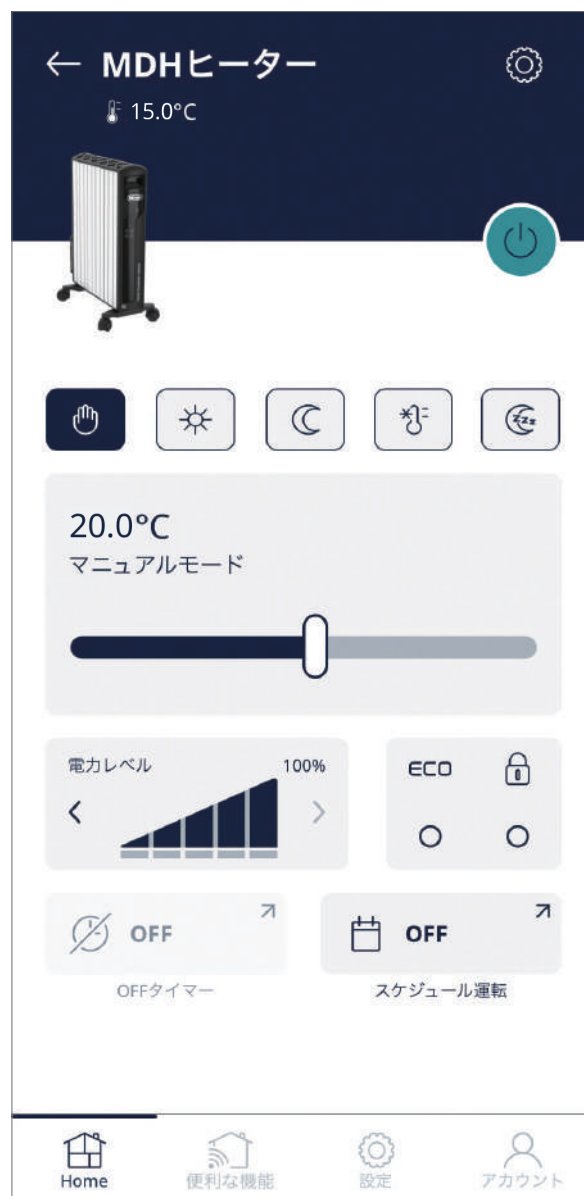 MDHヒーター
15.0°C
20.0°C
マニュアルモード
電力レベル 100%
ECO
OFF
OFF
OFFタイマー
スケジュール運転
Home
便利な機能
設定
アカウント